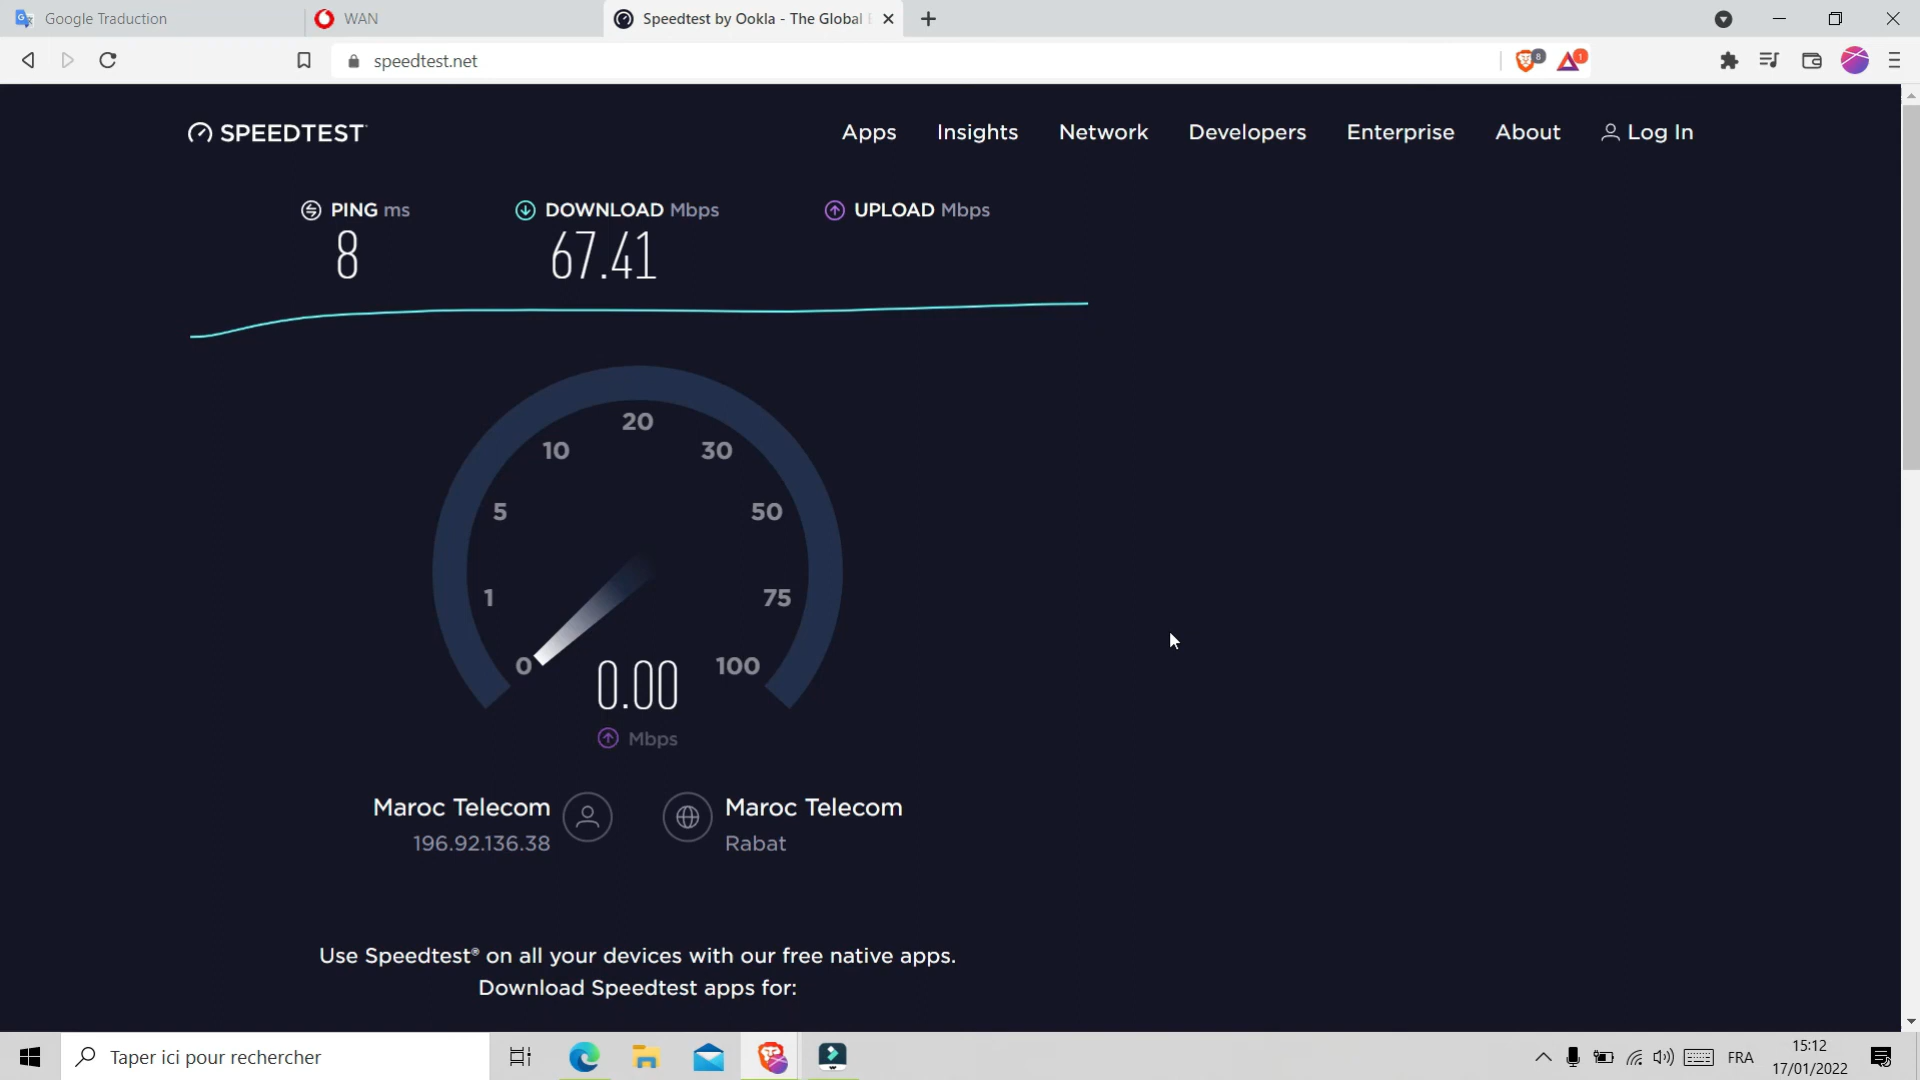 Google Traduction
WAN
Speedtest by Ookla - The Global
speedtest.net
8
1
SPEEDTEST
Apps
Insights
Network
Developers
Enterprise
About
Log In
PING ms
8
DOWNLOAD Mbps
67.41
UPLOAD Mbps
0
1
5
10
20
30
50
75
100
0.00
Mbps
Maroc Telecom
196.92.136.38
Maroc Telecom
Rabat
Use Speedtest® on all your devices with our free native apps.
Download Speedtest apps for:
Taper ici pour rechercher
FRA
15:12
17/01/2022